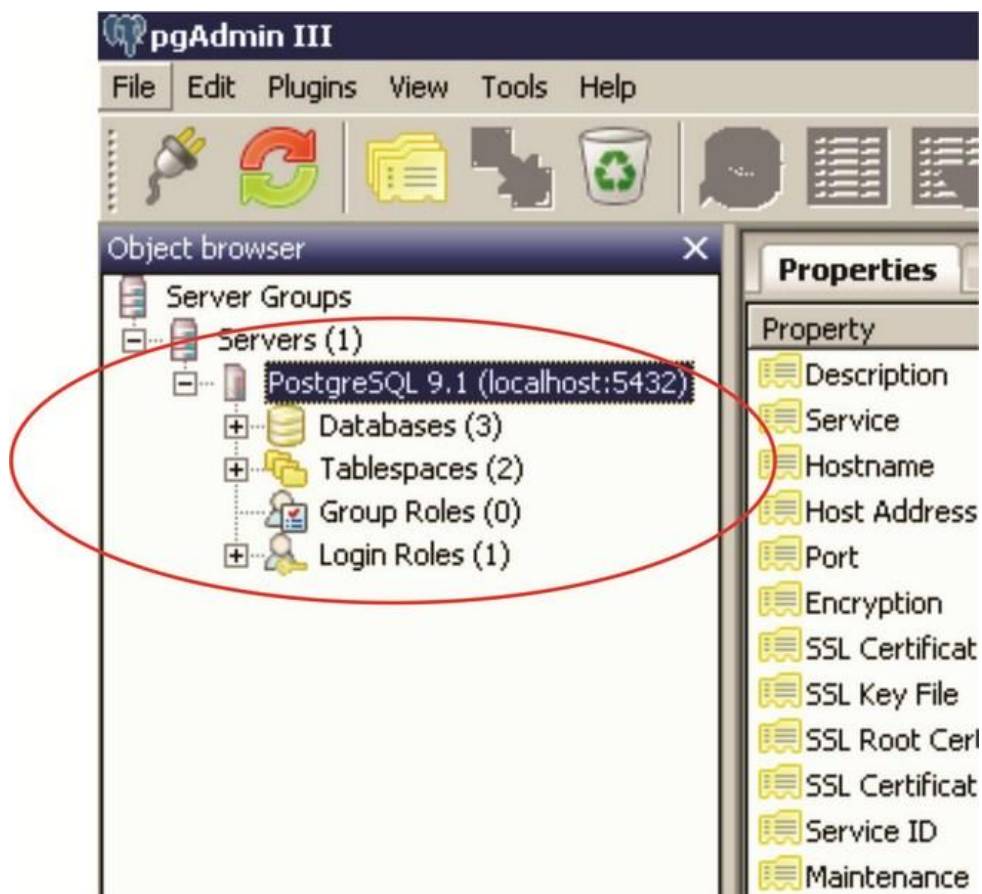 pgAdmin III
File Edit Plugins View Tools Help
Object browser
Server Groups
Servers (1)
PostgreSQL 9.1 (localhost:5432)
Databases (3)
Tablespaces (2)
Group Roles (0)
Login Roles (1)
Properties
Property
Description
Service
Hostname
Host Address
Port
Encryption
SSL Certificat
SSL Key File
SSL Root Cer
SSL Certificat
Service ID
Maintenance